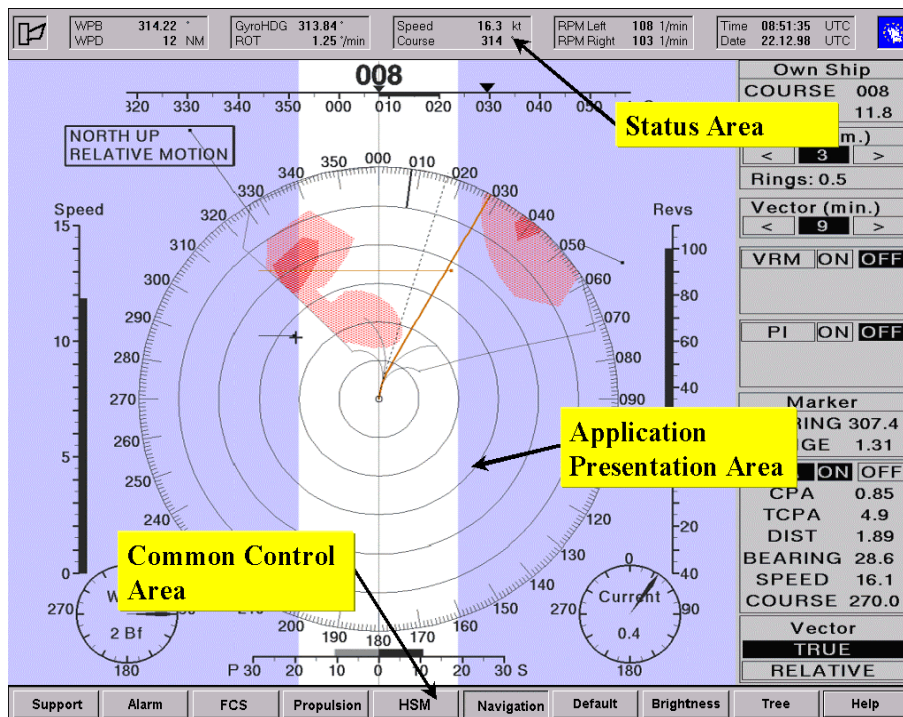 WPB 314.22 °
WPD 12 NM
GyroHDG 313.84 °
ROT 1.25 °/min
Speed 16.3 kt
Course 314 °
RPM Left 108 1/min
RPM Right 103 1/min
Time 08:51:35 UTC
Date 22.12.98 UTC
008
320 330 340 350 000 010 020 030 040 050
Status Area
NORTH UP
RELATIVE MOTION
Own Ship
COURSE 008
11.8
m.)
< 3 >
Rings: 0.5
Vector (min.)
< 9 >
VRM ON OFF
PI ON OFF
Marker
RING 307.4
GE 1.31
ON OFF
CPA 0.85
TCPA 4.9
DIST 1.89
BEARING 28.6
SPEED 16.1
COURSE 270.0
Vector
TRUE
RELATIVE
Speed
15
10
5
0
Revs
100
80
60
40
20
0
40
000 010 020 030 040 050 060 070 080 090
120 130 140 150 160 170 180 190 200
240 250 260 270 280 290 300 310 320 330 340 350
Application
Presentation Area
Common Control
Area
270
2 Bf
180
Current
270 90
0.4
180
P 30 20 10 0 10 20 30 S
Support Alarm FCS Propulsion HSM Navigation Default Brightness Tree Help